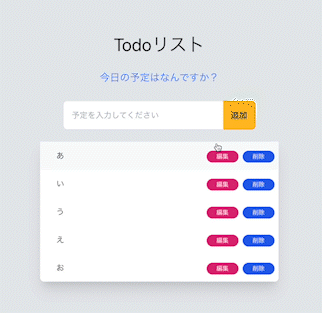 Todoリスト
今日の予定はなんですか？
予定を入力してください 追加
あ 編集 削除
い 編集 削除
う 編集 削除
え 編集 削除
お 編集 削除